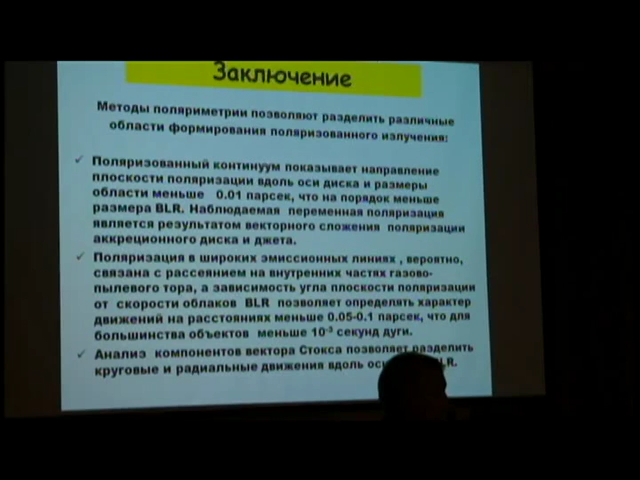 Заключение
Методы поляриметрии позволяют разделить различные
области формирования поляризованного излучения:
✓ Поляризованный континуум показывает направление
плоскости поляризации вдоль оси диска и размеры
области меньше 0.01 парсек, что на порядок меньше
размера BLR. Наблюдаемая переменная поляризация
является результатом векторного сложения поляризации
аккреционного диска и джета.
✓ Поляризация в широких эмиссионных линиях , вероятно,
связана с рассеянием на внутренних частях газово-
пылевого тора, а зависимость угла плоскости поляризации
от скорости облаков BLR позволяет определять характер
движений на расстояниях меньше 0.05-0.1 парсек, что для
большинства объектов меньше 10⁻³ секунд дуги.
✓ Анализ компонентов вектора Стокса позволяет разделить
круговые и радиальные движения вдоль оси LR.